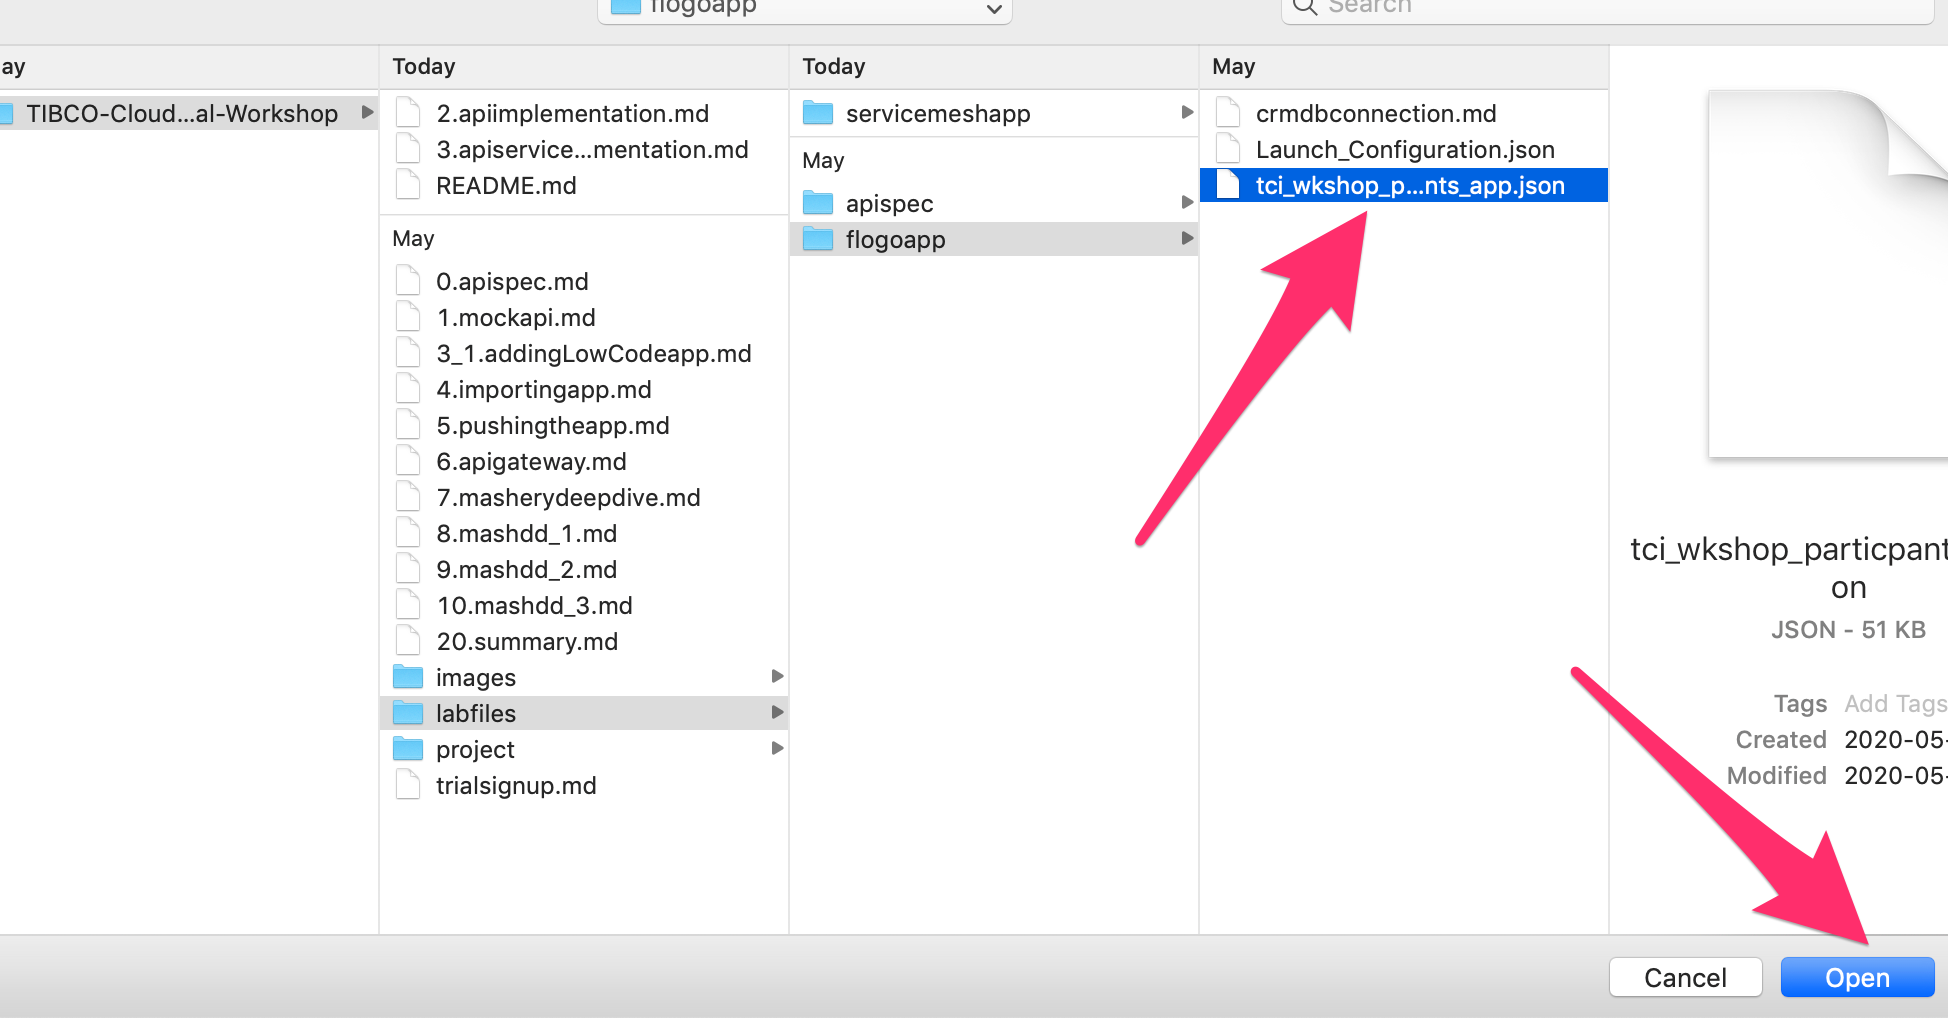 flogoapp
Search
ay
TIBCO-Cloud...al-Workshop
Today
2.apiimplementation.md
3.apiservice...mentation.md
README.md
May
0.apispec.md
1.mockapi.md
3_1.addingLowCodeapp.md
4.importingapp.md
5.pushingtheapp.md
6.apigateway.md
7.masherydeepdive.md
8.mashdd_1.md
9.mashdd_2.md
10.mashdd_3.md
20.summary.md
images
labfiles
project
trialsignup.md
Today
servicemeshapp
May
apispec
flogoapp
May
crmdbconnection.md
Launch_Configuration.json
tci_wkshop_p...nts_app.json
tci_wkshop_particpant
on
JSON - 51 KB
Tags Add Tags
Created 2020-05-
Modified 2020-05-
Cancel
Open